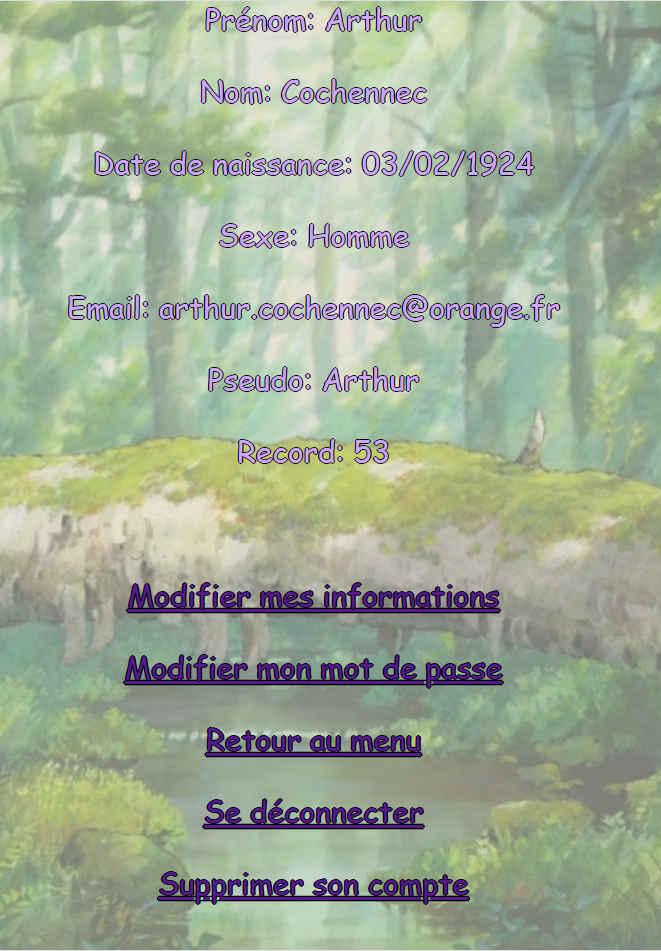 Prénom: Arthur
Nom: Cochennec
Date de naissance: 03/02/1924
Sexe: Homme
Email: arthur.cochennec@orange.fr
Pseudo: Arthur
Record: 53
Modifier mes informations
Modifier mon mot de passe
Retour au menu
Se déconnecter
Supprimer son compte